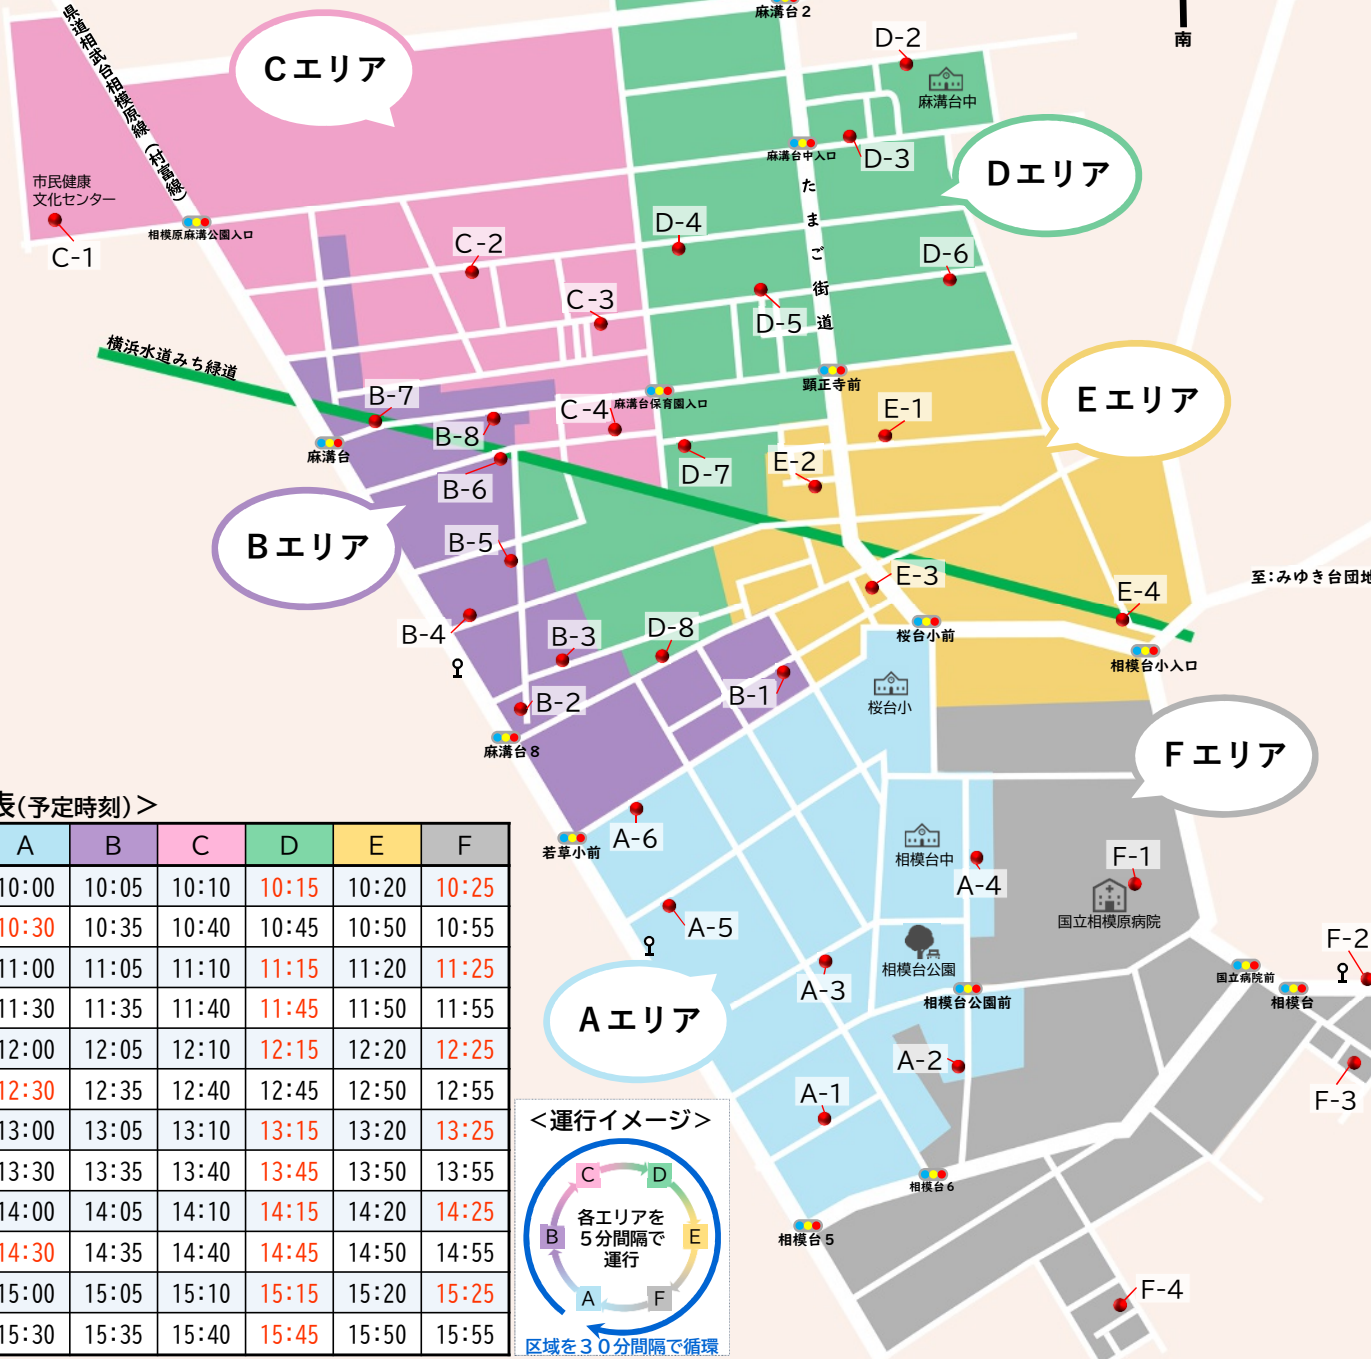 麻溝台2
南
県道相武台相模原線（村富線）
Cエリア
D-2
麻溝台中
麻溝台中入口
D-3
Dエリア
たまご街道
市民健康
文化センター
C-1
相模原麻溝公園入口
C-2
D-4
D-6
C-3
D-5
横浜水道みち緑道
顕正寺前
B-7
麻溝台保育園入口
C-4
Eエリア
E-1
B-8
麻溝台
D-7
E-2
B-6
Bエリア
B-5
E-3
至:みゆき台団地
E-4
B-4
B-3
D-8
桜台小前
相模台小入口
B-1
B-2
桜台小
麻溝台8
Fエリア
表(予定時刻)＞
A B C D E F
10:00 10:05 10:10 10:15 10:20 10:25
10:30 10:35 10:40 10:45 10:50 10:55
11:00 11:05 11:10 11:15 11:20 11:25
11:30 11:35 11:40 11:45 11:50 11:55
12:00 12:05 12:10 12:15 12:20 12:25
12:30 12:35 12:40 12:45 12:50 12:55
13:00 13:05 13:10 13:15 13:20 13:25
13:30 13:35 13:40 13:45 13:50 13:55
14:00 14:05 14:10 14:15 14:20 14:25
14:30 14:35 14:40 14:45 14:50 14:55
15:00 15:05 15:10 15:15 15:20 15:25
15:30 15:35 15:40 15:45 15:50 15:55
若草小前
A-6
相模台中
A-4
F-1
国立相模原病院
A-5
F-2
相模台公園
A-3
相模台公園前
国立病院前
相模台
Aエリア
A-2
A-1
F-3
＜運行イメージ＞
C
D
B
E
A
F
各エリアを
5分間隔で
運行
区域を30分間隔で循環
相模台6
相模台5
F-4